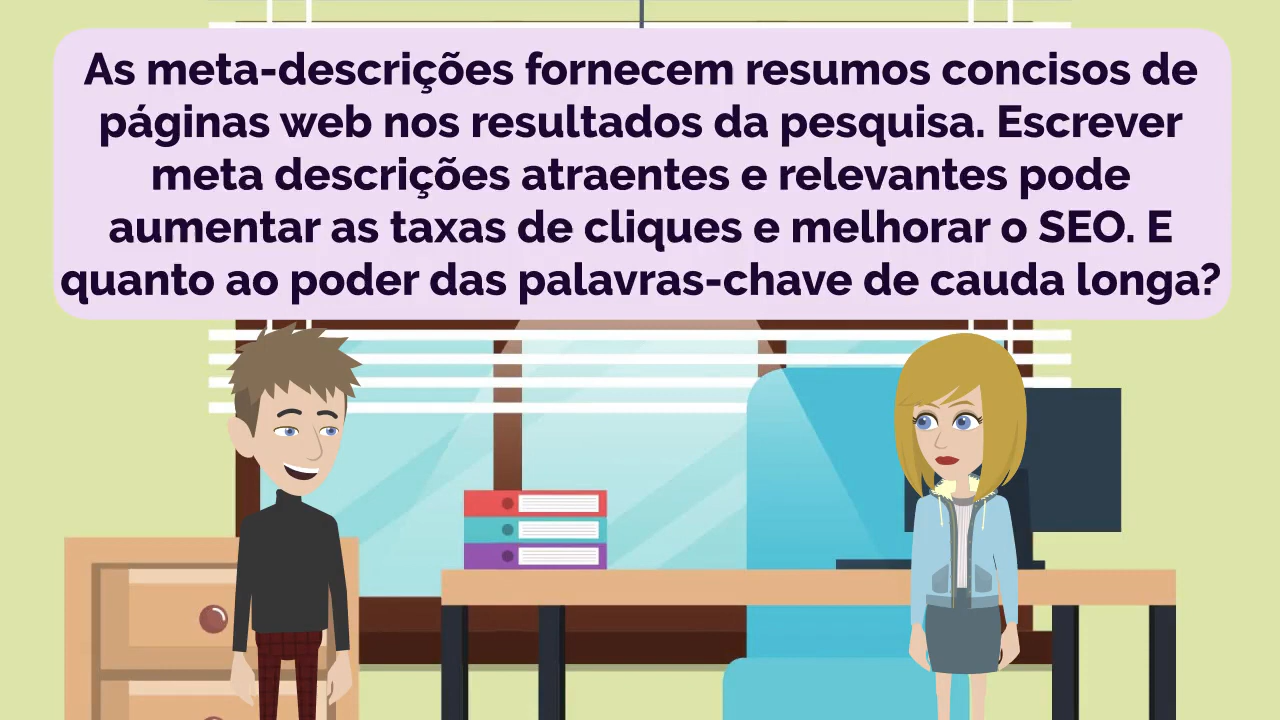 As meta-descrições fornecem resumos concisos de
páginas web nos resultados da pesquisa. Escrever
meta descrições atraentes e relevantes pode
aumentar as taxas de cliques e melhorar o SEO. E
quanto ao poder das palavras-chave de cauda longa?